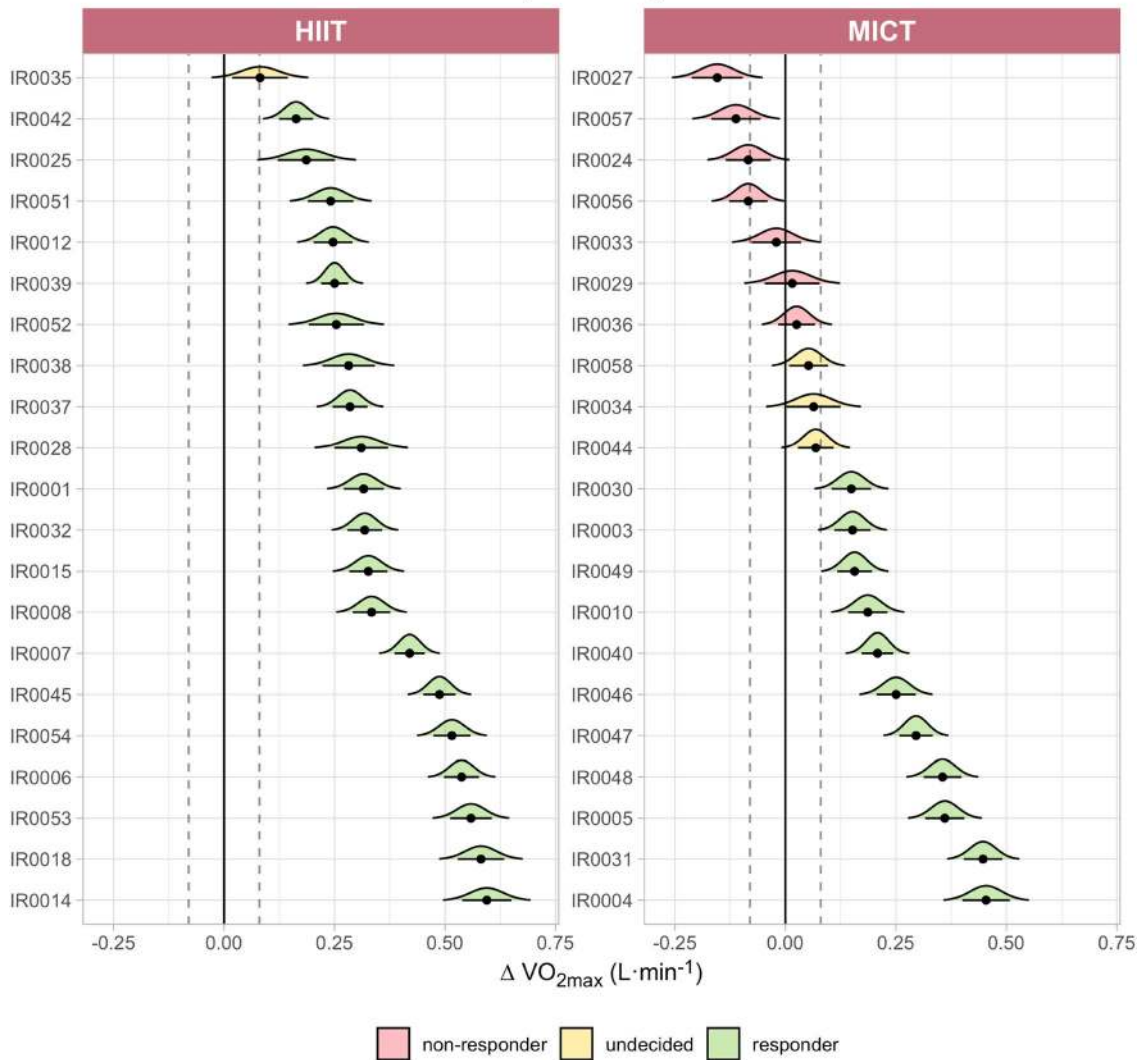 HIIT
MICT
IR0035
IR0042
IR0025
IR0051
IR0012
IR0039
IR0052
IR0038
IR0037
IR0028
IR0001
IR0032
IR0015
IR0008
IR0007
IR0045
IR0054
IR0006
IR0053
IR0018
IR0014
-0.25 0.00 0.25 0.50 0.75
IR0027
IR0057
IR0024
IR0056
IR0033
IR0029
IR0036
IR0058
IR0034
IR0044
IR0030
IR0003
IR0049
IR0010
IR0040
IR0046
IR0047
IR0048
IR0005
IR0031
IR0004
-0.25 0.00 0.25 0.50 0.75
Δ VO₂max (L·min⁻¹)
non-responder undecided responder